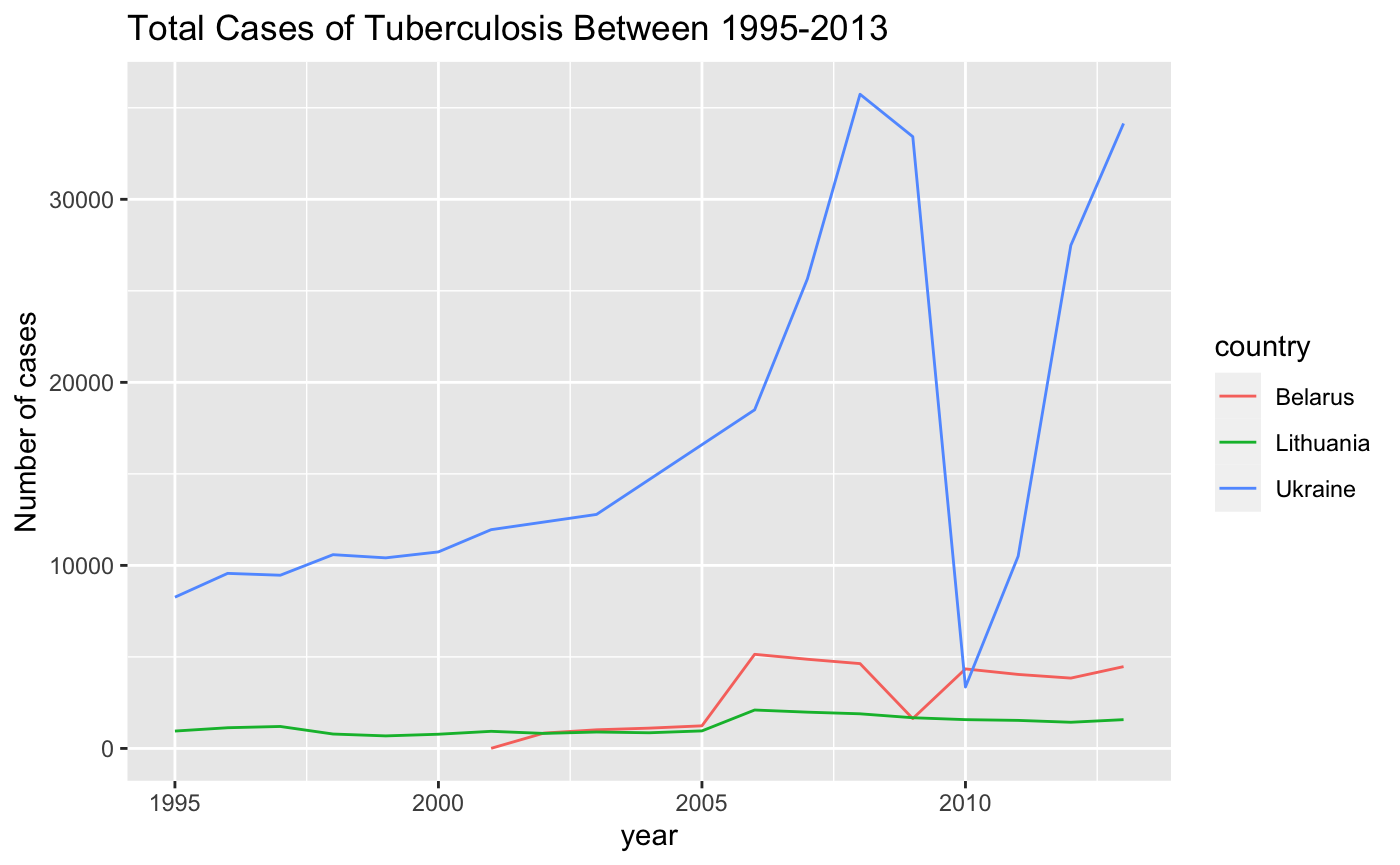 Total Cases of Tuberculosis Between 1995-2013
Number of cases
30000
20000
10000
0
1995
2000
2005
2010
year
country
Belarus
Lithuania
Ukraine